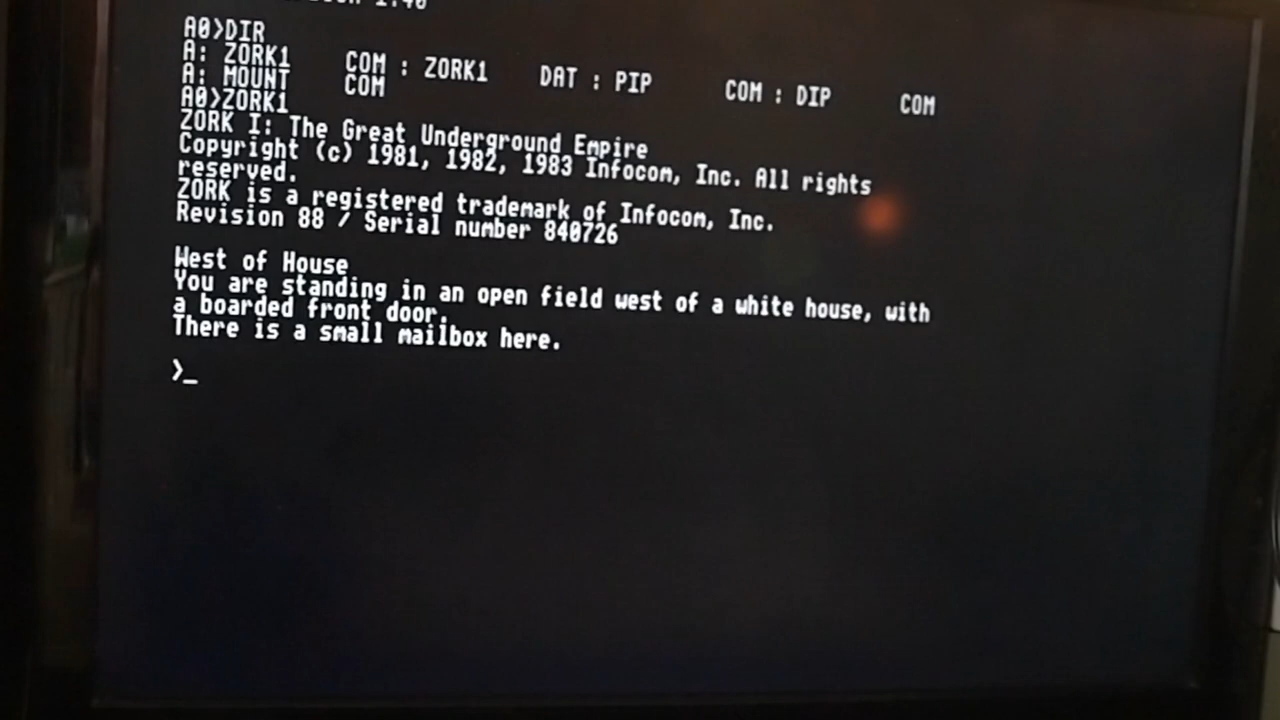 1.40
A0>DIR
A: ZORK1 COM : ZORK1 DAT : PIP COM : DIP COM
A: MOUNT COM
A0>ZORK1
ZORK I: The Great Underground Empire
Copyright (c) 1981, 1982, 1983 Infocom, Inc. All rights
reserved.
ZORK is a registered trademark of Infocom, Inc.
Revision 88 / Serial number 840726
West of House
You are standing in an open field west of a white house, with
a boarded front door.
There is a small mailbox here.
>_